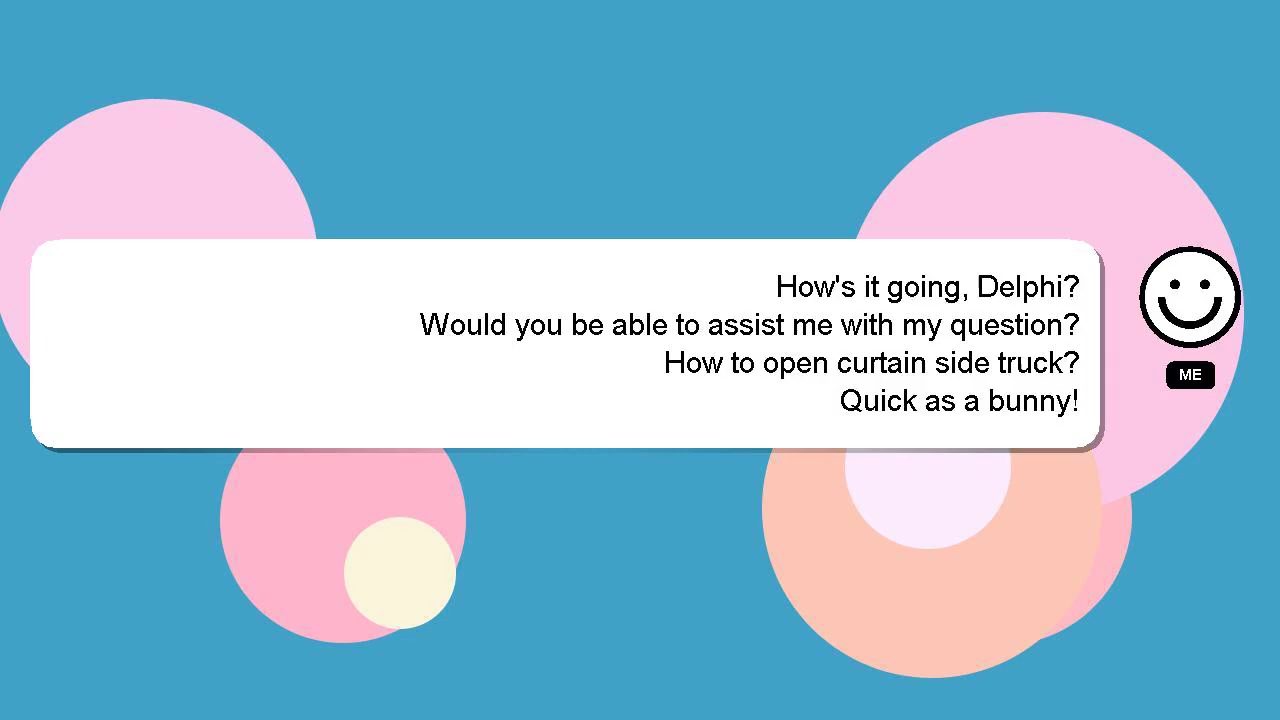 How's it going, Delphi?
Would you be able to assist me with my question?
How to open curtain side truck?
Quick as a bunny!
ME